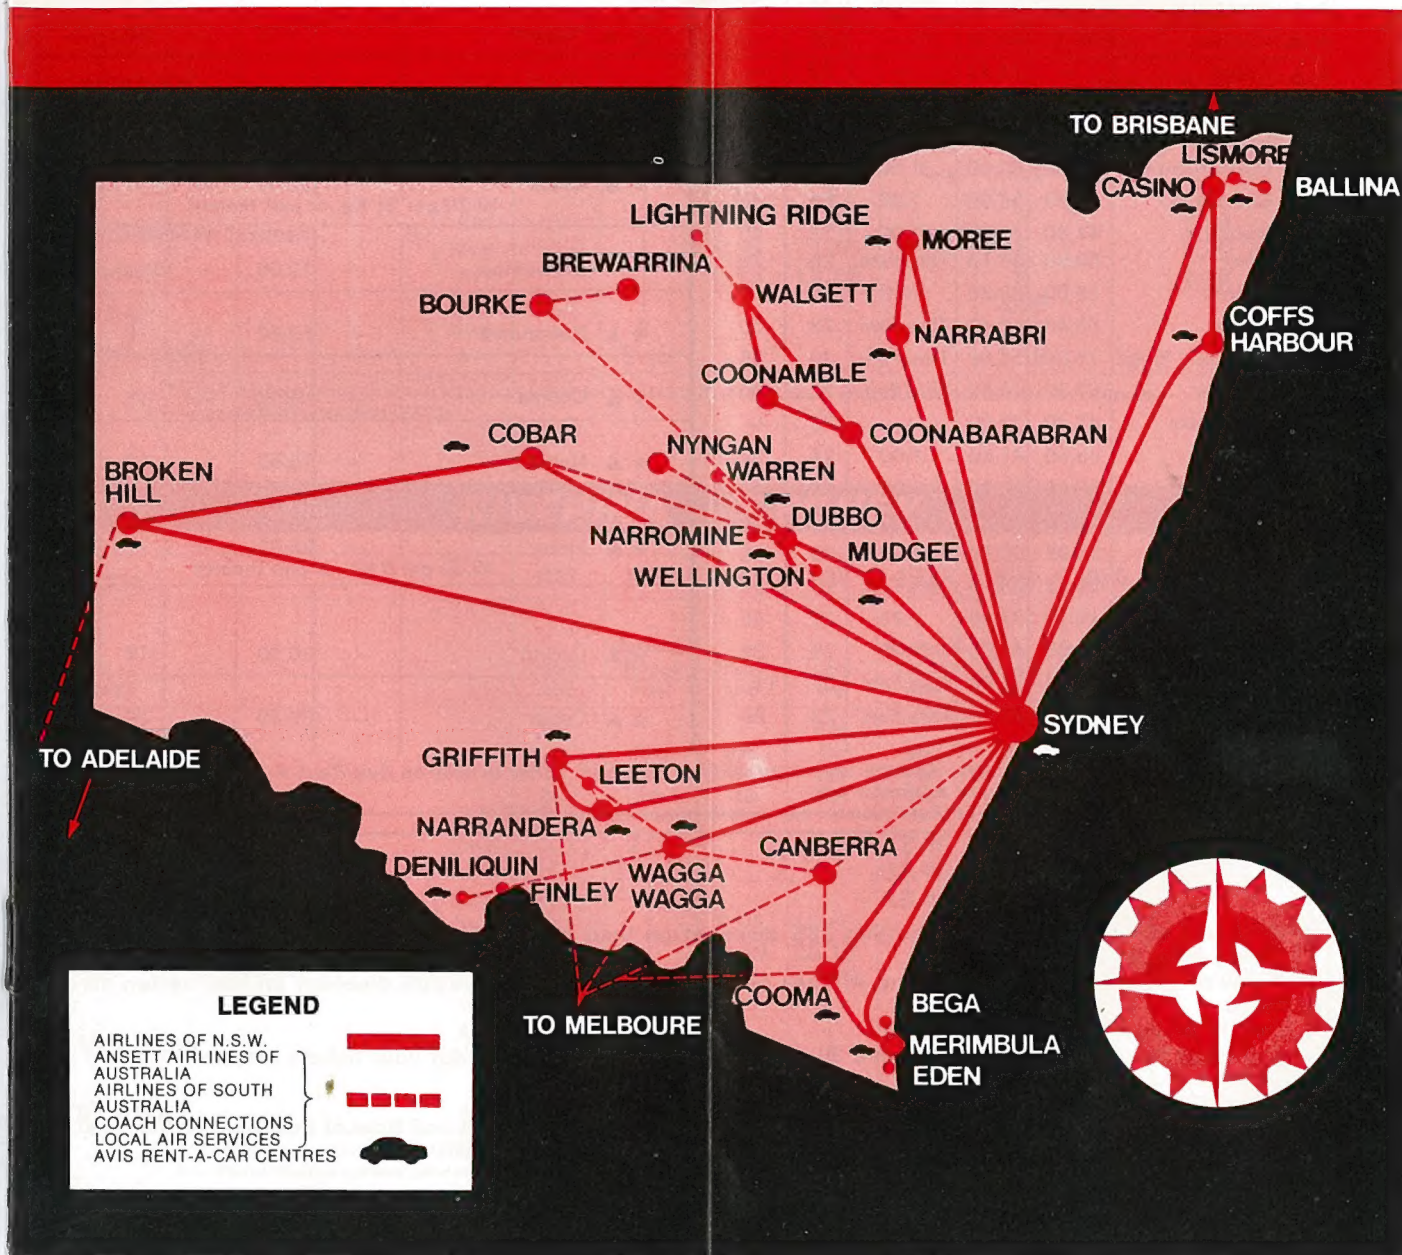 TO BRISBANE
LISMORE
CASINO
BALLINA
LIGHTNING RIDGE
MOREE
BREWARRINA
BOURKE
WALGETT
COFFS
HARBOUR
NARRABRI
COONAMBLE
COBAR
NYNGAN
COONABARABRAN
BROKEN
HILL
WARREN
DUBBO
NARROMINE
MUDGEE
WELLINGTON
SYDNEY
TO ADELAIDE
GRIFFITH
LEETON
NARRANDERA
CANBERRA
DENILIQUIN
WAGGA
WAGGA
FINLEY
COOMA
BEGA
TO MELBOURE
MERIMBULA
EDEN
LEGEND
AIRLINES OF N.S.W.
ANSETT AIRLINES OF
AUSTRALIA
AIRLINES OF SOUTH
AUSTRALIA
COACH CONNECTIONS
LOCAL AIR SERVICES
AVIS RENT-A-CAR CENTRES